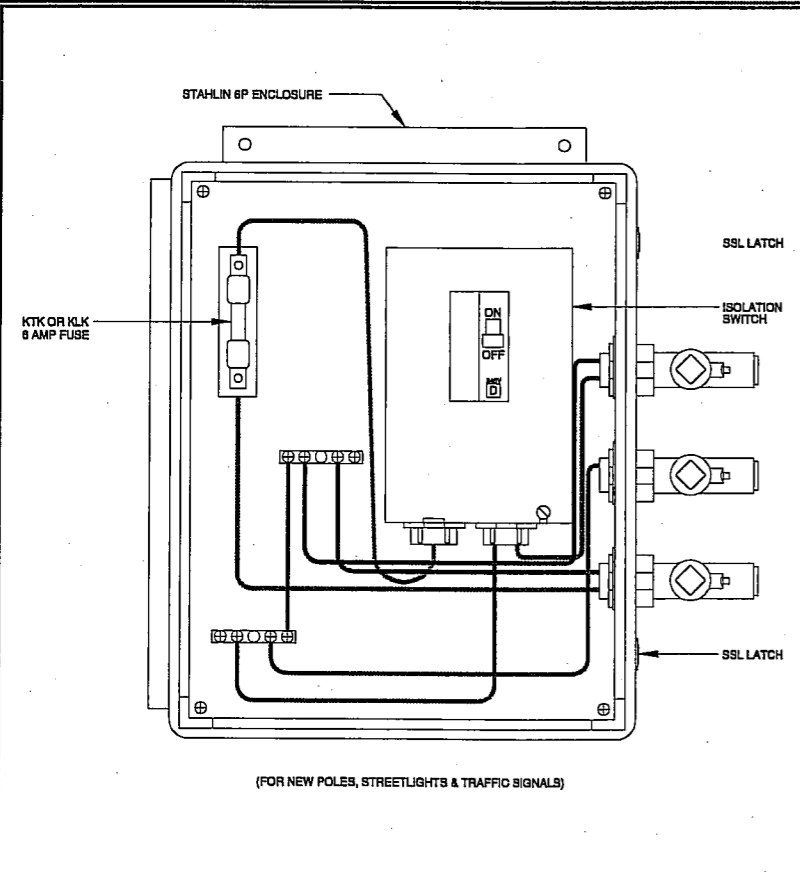 STAHLIN 6P ENCLOSURE
SSL LATCH
ISOLATION
SWITCH
KTK OR KLK
6 AMP FUSE
ON
OFF
D
SSL LATCH
(FOR NEW POLES, STREETLIGHTS & TRAFFIC SIGNALS)